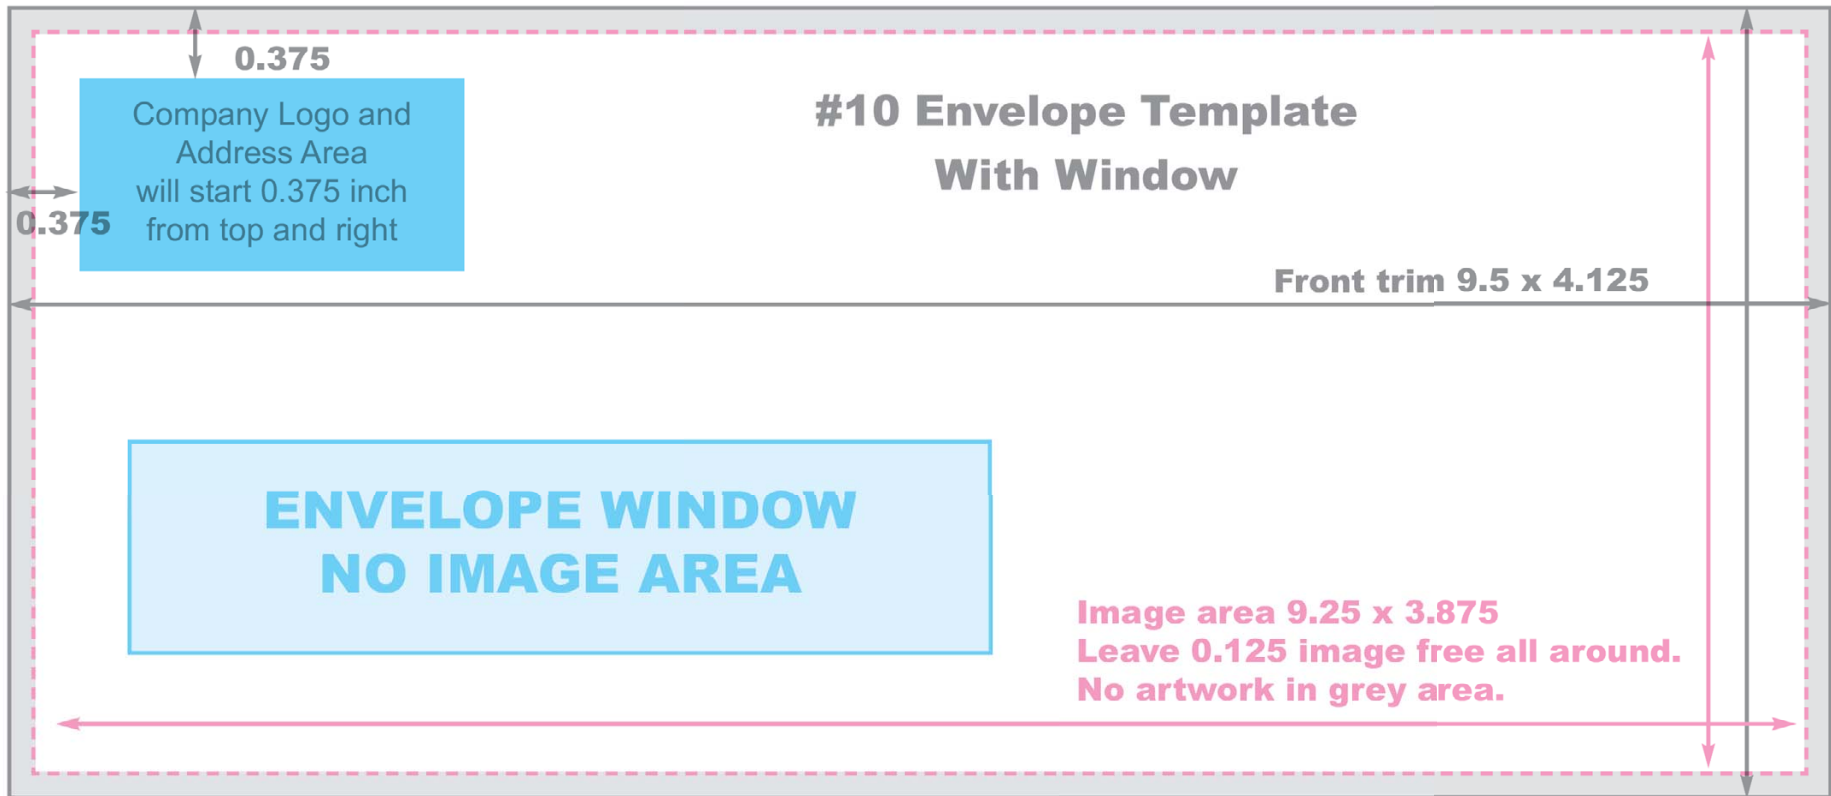 0.375
Company Logo and
Address Area
will start 0.375 inch
from top and right
0.375
#10 Envelope Template
With Window
Front trim 9.5 x 4.125
ENVELOPE WINDOW
NO IMAGE AREA
Image area 9.25 x 3.875
Leave 0.125 image free all around.
No artwork in grey area.